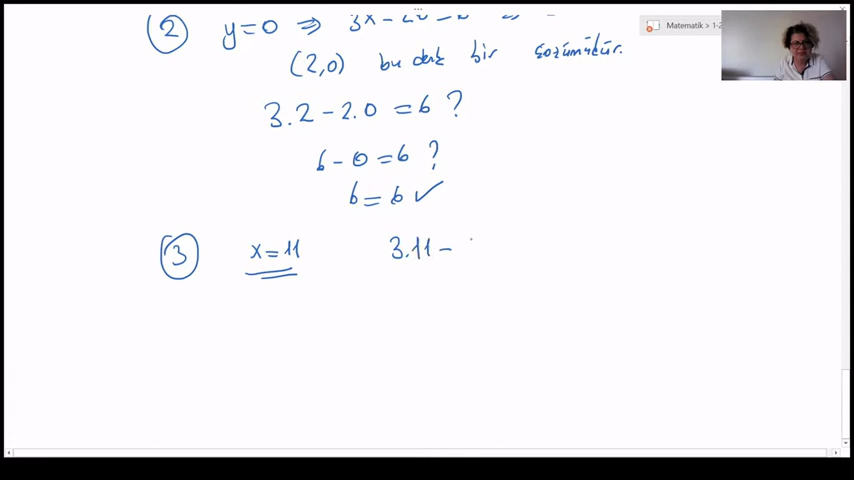 ② y=0 ⇒
(2,0) bu denk bir çözümüdür.
3.2 - 2.0 = 6 ?
6 - 0 = 6 ?
6 = 6 ✓
③ x = 11 3.11 -
Matematik > 1-2